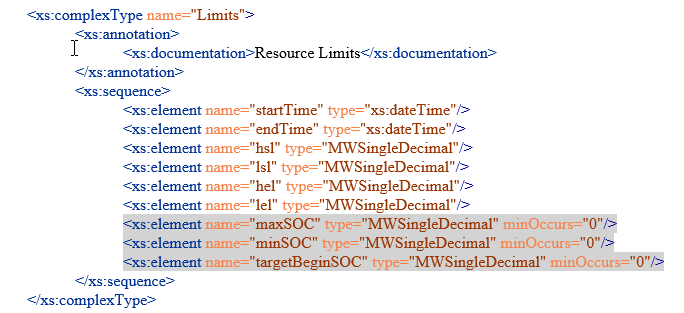 <xs:complexType name="Limits">
<xs:annotation>
<xs:documentation>Resource Limits</xs:documentation>
</xs:annotation>
<xs:sequence>
<xs:element name="startTime" type="xs:dateTime"/>
<xs:element name="endTime" type="xs:dateTime"/>
<xs:element name="hsl" type="MWSingleDecimal"/>
<xs:element name="lsl" type="MWSingleDecimal"/>
<xs:element name="hel" type="MWSingleDecimal"/>
<xs:element name="lel" type="MWSingleDecimal"/>
<xs:element name="maxSOC" type="MWSingleDecimal" minOccurs="0"/>
<xs:element name="minSOC" type="MWSingleDecimal" minOccurs="0"/>
<xs:element name="targetBeginSOC" type="MWSingleDecimal" minOccurs="0"/>
</xs:sequence>
</xs:complexType>